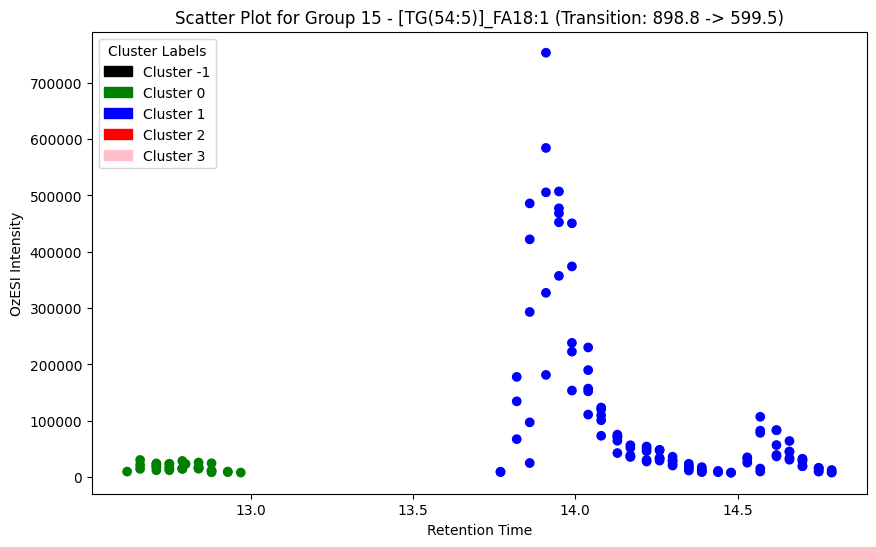 Scatter Plot for Group 15 - [TG(54:5)]_FA18:1 (Transition: 898.8 -> 599.5)
Cluster Labels
Cluster -1
Cluster 0
Cluster 1
Cluster 2
Cluster 3
OzESI Intensity
700000
600000
500000
400000
300000
200000
100000
0
13.0
13.5
14.0
14.5
Retention Time